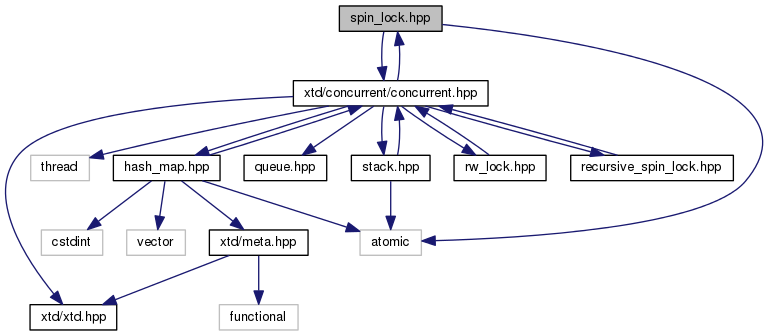 spin_lock.hpp
xtd/concurrent/concurrent.hpp
thread
hash_map.hpp
queue.hpp
stack.hpp
rw_lock.hpp
recursive_spin_lock.hpp
cstdint
vector
xtd/meta.hpp
atomic
xtd/xtd.hpp
functional